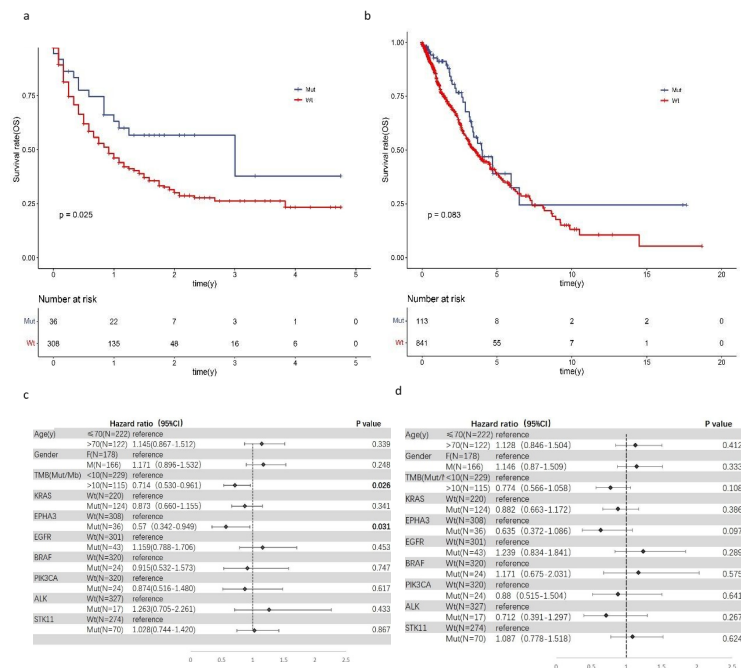 a
b
Survival rate(OS)
0.75
0.50
0.25
0.00
Mut
Wt
p = 0.025
0 1 2 3 4 5
time(y)
Number at risk
Mut 36 22 7 3 1 0
Wt 308 135 48 16 6 0
0 1 2 3 4 5
time(y)
Survival rate(OS)
1.00
0.75
0.50
0.25
0.00
Mut
Wt
p = 0.083
0 5 10 15 20
time(y)
Number at risk
Mut 113 8 2 2 0
Wt 841 55 7 1 0
0 5 10 15 20
time(y)
c
Hazard ratio (95%CI) P value
Age(y) ≤70(N=222) reference
>70(N=122) 1.145(0.867-1.512) 0.339
Gender F(N=178) reference
M(N=166) 1.171 (0.896-1.532) 0.248
TMB(Mut/Mb) <10(N=229) reference
>10(N=115) 0.714 (0.530-0.961) 0.026
KRAS Wt(N=220) reference
Mut(N=124) 0.873 (0.660-1.155) 0.341
EPHA3 Wt(N=308) reference
Mut(N=36) 0.57 (0.342-0.949) 0.031
EGFR Wt(N=301) reference
Mut(N=43) 1.159(0.788-1.706) 0.453
BRAF Wt(N=320) reference
Mut(N=24) 0.915(0.532-1.573) 0.747
PIK3CA Wt(N=320) reference
Mut(N=24) 0.874(0.516-1.480) 0.617
ALK Wt(N=327) reference
Mut(N=17) 1.263(0.705-2.261) 0.433
STK11 Wt(N=274) reference
Mut(N=70) 1.028(0.744-1.420) 0.867
0 0.5 1 1.5 2 2.5
d
Hazard ratio (95%CI) P value
Age(y) ≤70(N=222) reference
>70(N=122) 1.128 (0.846-1.504) 0.412
Gender F(N=178) reference
M(N=166) 1.146 (0.87-1.509) 0.333
TMB(Mut/M <10(N=229) reference
>10(N=115) 0.774 (0.566-1.058) 0.108
KRAS Wt(N=220) reference
Mut(N=124) 0.882 (0.663-1.172) 0.386
EPHA3 Wt(N=308) reference
Mut(N=36) 0.635 (0.372-1.086) 0.097
EGFR Wt(N=301) reference
Mut(N=43) 1.239 (0.834-1.841) 0.289
BRAF Wt(N=320) reference
Mut(N=24) 1.171 (0.675-2.031) 0.575
PIK3CA Wt(N=320) reference
Mut(N=24) 0.88 (0.515-1.504) 0.641
ALK Wt(N=327) reference
Mut(N=17) 0.712 (0.391-1.297) 0.267
STK11 Wt(N=274) reference
Mut(N=70) 1.087 (0.778-1.518) 0.624
0 0.5 1 1.5 2 2.5